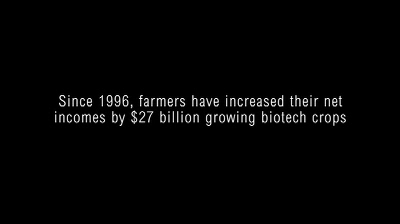 Since 1996, farmers have increased their net
incomes by $27 billion growing biotech crops